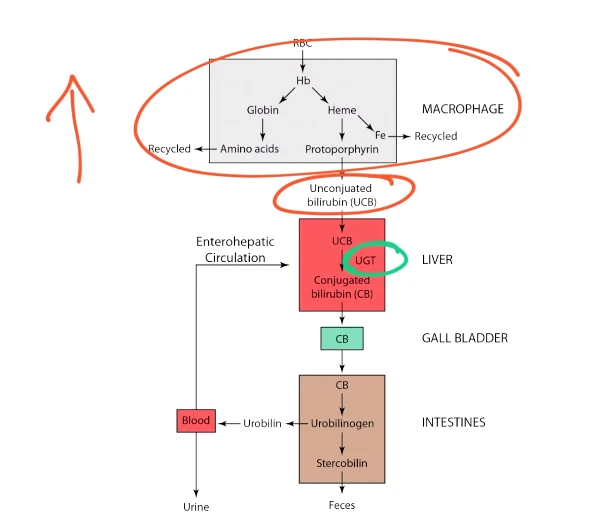 RBC
Hb
Globin
Heme
MACROPHAGE
Fe
Recycled
Recycled
Amino acids
Protoporphyrin
Unconjuated
bilirubin (UCB)
UCB
Enterohepatic
Circulation
UGT
LIVER
Conjugated
bilirubin (CB)
CB
GALL BLADDER
CB
Blood
Urobilin
Urobilinogen
INTESTINES
Stercobilin
Urine
Feces